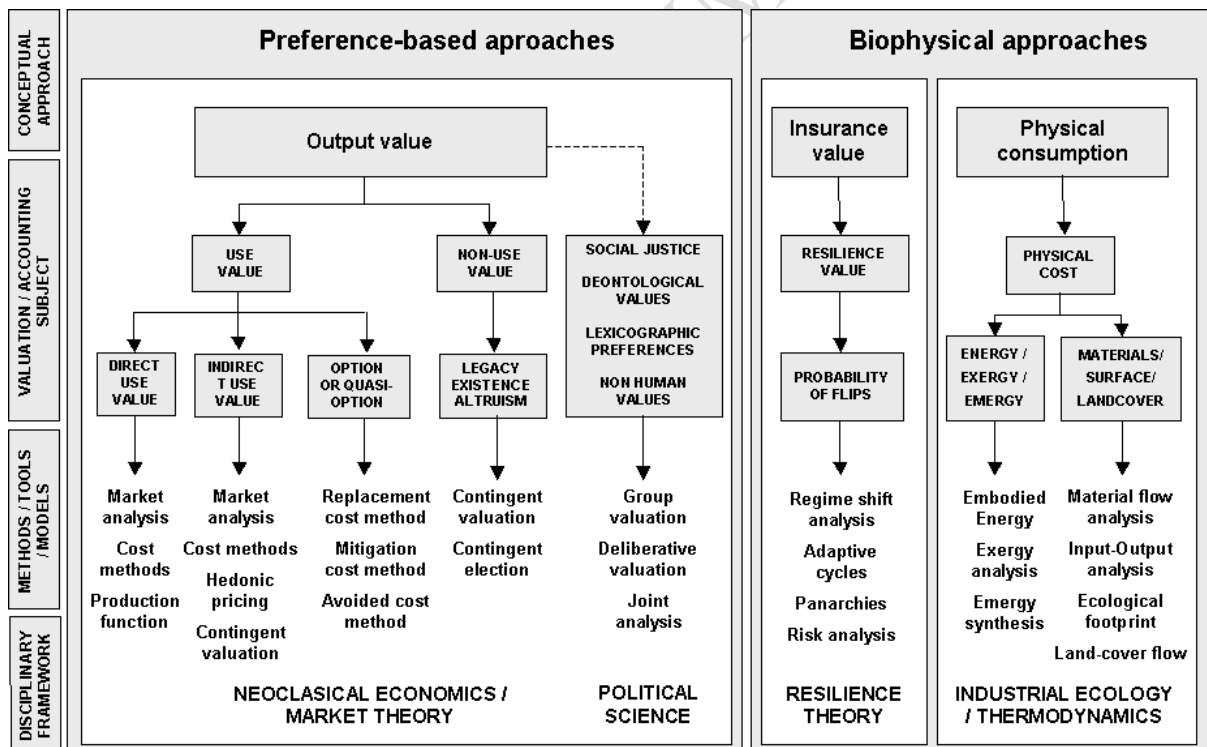 CONCEPTUAL
APPROACH
VALUATION / ACCOUNTING
SUBJECT
METHODS / TOOLS
/ MODELS
DISCIPLINARY
FRAMEWORK
Preference-based aproaches
Output value
USE
VALUE
NON-USE
VALUE
SOCIAL JUSTICE
DEONTOLOGICAL
VALUES
LEXICOGRAPHIC
PREFERENCES
NON HUMAN
VALUES
DIRECT
USE
VALUE
INDIREC
T USE
VALUE
OPTION
OR QUASI-
OPTION
LEGACY
EXISTENCE
ALTRUISM
Market
analysis
Cost
methods
Production
function
Market
analysis
Cost methods
Hedonic
pricing
Contingent
valuation
Replacement
cost method
Mitigation
cost method
Avoided cost
method
Contingent
valuation
Contingent
election
Group
valuation
Deliberative
valuation
Joint
analysis
NEOCLASICAL ECONOMICS /
MARKET THEORY
POLITICAL
SCIENCE
Biophysical approaches
Insurance
value
RESILIENCE
VALUE
PROBABILITY
OF FLIPS
Regime shift
analysis
Adaptive
cycles
Panarchies
Risk analysis
RESILIENCE
THEORY
Physical
consumption
PHYSICAL
COST
ENERGY /
EXERGY /
EMERGY
MATERIALS/
SURFACE/
LANDCOVER
Embodied
Energy
Exergy
analysis
Emergy
synthesis
Material flow
analysis
Input-Output
analysis
Ecological
footprint
Land-cover flow
INDUSTRIAL ECOLOGY
/ THERMODYNAMICS